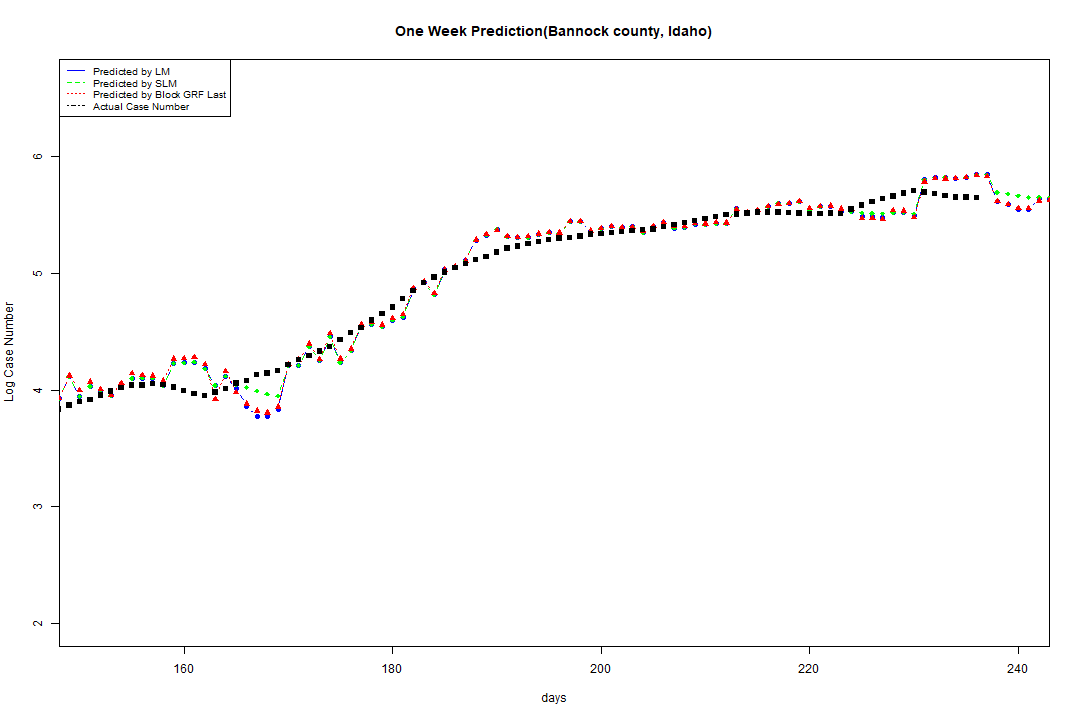 One Week Prediction(Bannock county, Idaho)
Predicted by LM
Predicted by SLM
Predicted by Block GRF Last
Actual Case Number
6
5
4
3
2
Log Case Number
160
180
200
220
240
days